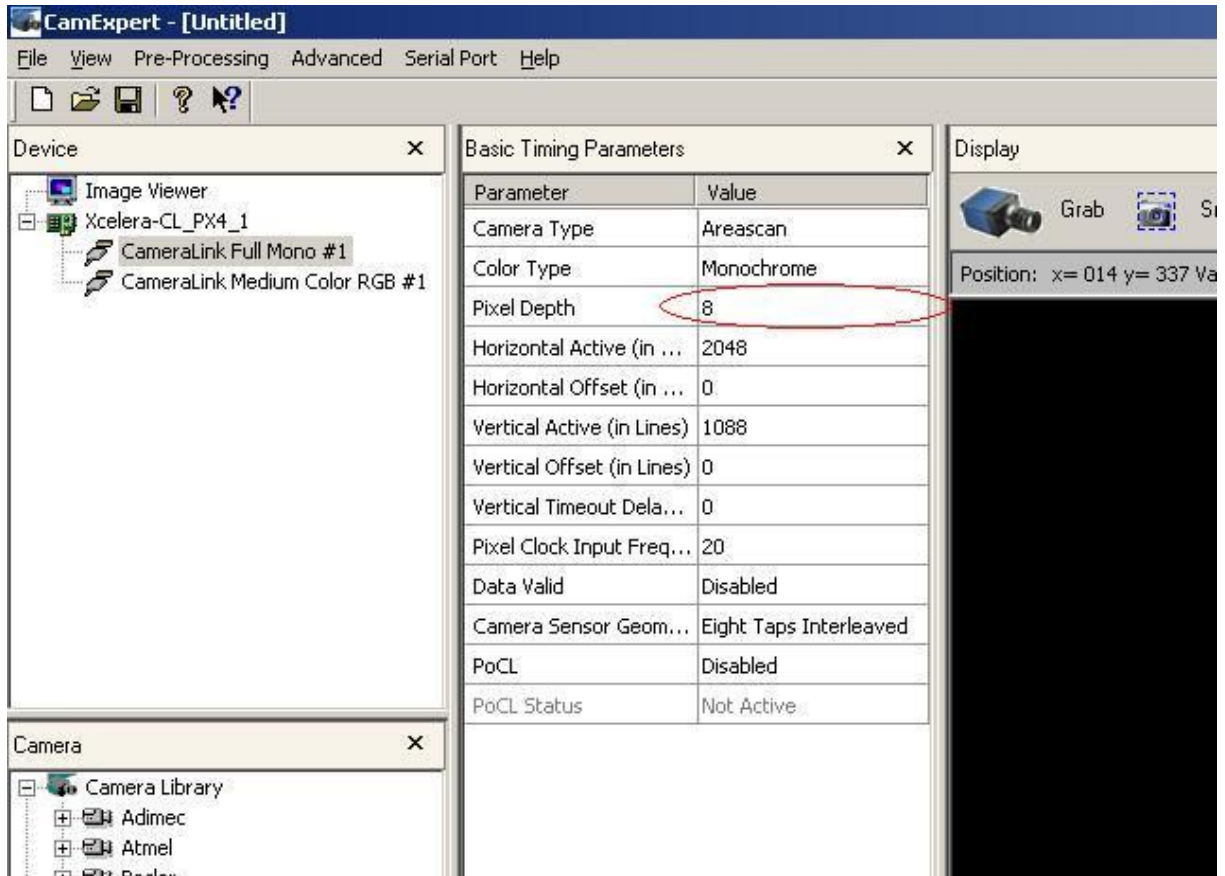 CamExpert - [Untitled]
File View Pre-Processing Advanced Serial Port Help
Device
Image Viewer
Xcelera-CL_PX4_1
CameraLink Full Mono #1
CameraLink Medium Color RGB #1
Basic Timing Parameters
Parameter Value
Camera Type Areascan
Color Type Monochrome
Pixel Depth 8
Horizontal Active (in ... 2048
Horizontal Offset (in ... 0
Vertical Active (in Lines) 1088
Vertical Offset (in Lines) 0
Vertical Timeout Dela... 0
Pixel Clock Input Freq... 20
Data Valid Disabled
Camera Sensor Geom... Eight Taps Interleaved
PoCL Disabled
PoCL Status Not Active
Display
Grab
Position: x= 014 y= 337 Va
Camera
Camera Library
Adimec
Atmel